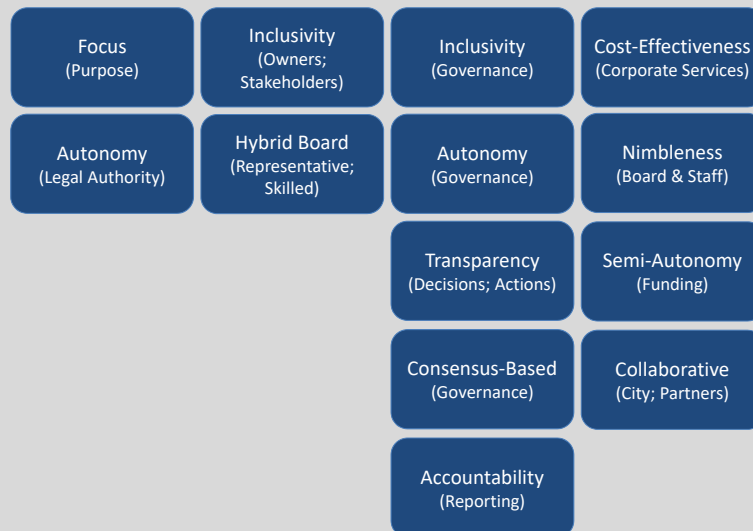 Focus
(Purpose)
Inclusivity
(Owners;
Stakeholders)
Inclusivity
(Governance)
Cost-Effectiveness
(Corporate Services)
Autonomy
(Legal Authority)
Hybrid Board
(Representative;
Skilled)
Autonomy
(Governance)
Nimbleness
(Board & Staff)
Transparency
(Decisions; Actions)
Semi-Autonomy
(Funding)
Consensus-Based
(Governance)
Collaborative
(City; Partners)
Accountability
(Reporting)